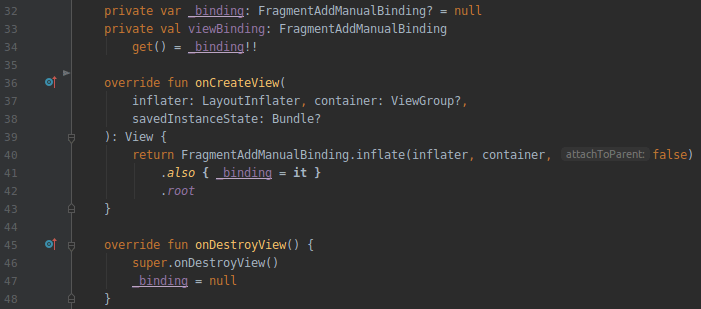 32 private var _binding: FragmentAddManualBinding? = null
33 private val viewBinding: FragmentAddManualBinding
34 get() = _binding!!
35
36 override fun onCreateView(
37 inflater: LayoutInflater, container: ViewGroup?,
38 savedInstanceState: Bundle?
39 ): View {
40 return FragmentAddManualBinding.inflate(inflater, container, attachToParent: false)
41 .also { _binding = it }
42 .root
43 }
44
45 override fun onDestroyView() {
46 super.onDestroyView()
47 _binding = null
48 }